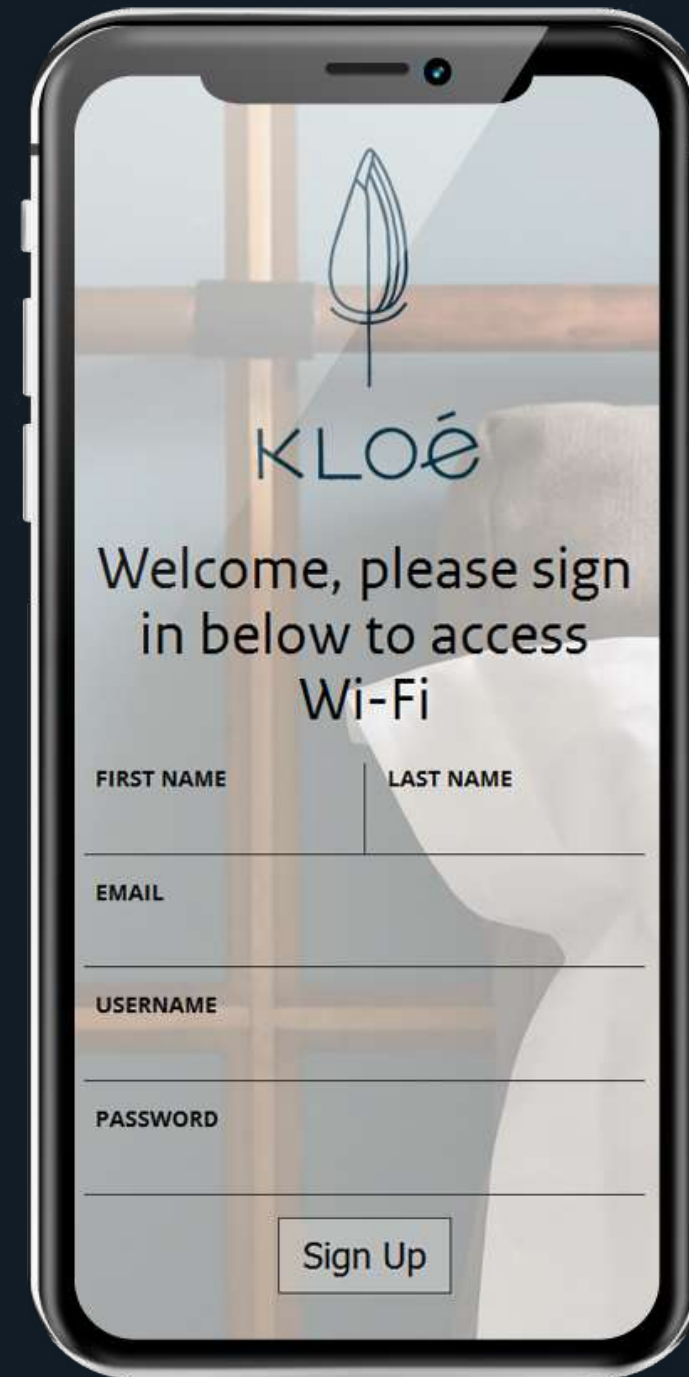 KLOé
Welcome, please sign
in below to access
Wi-Fi
FIRST NAME LAST NAME
EMAIL
USERNAME
PASSWORD
Sign Up